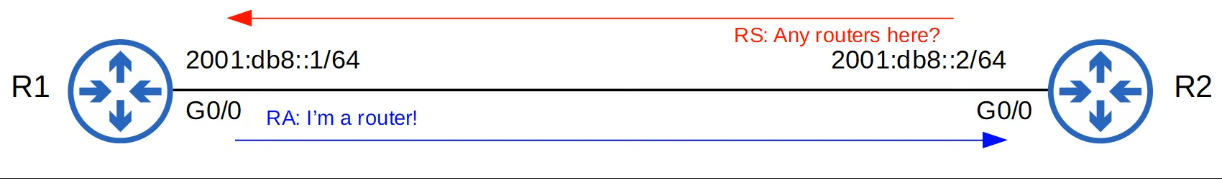 RS: Any routers here?
2001:db8::1/64
2001:db8::2/64
R1
R2
G0/0
G0/0
RA: I'm a router!